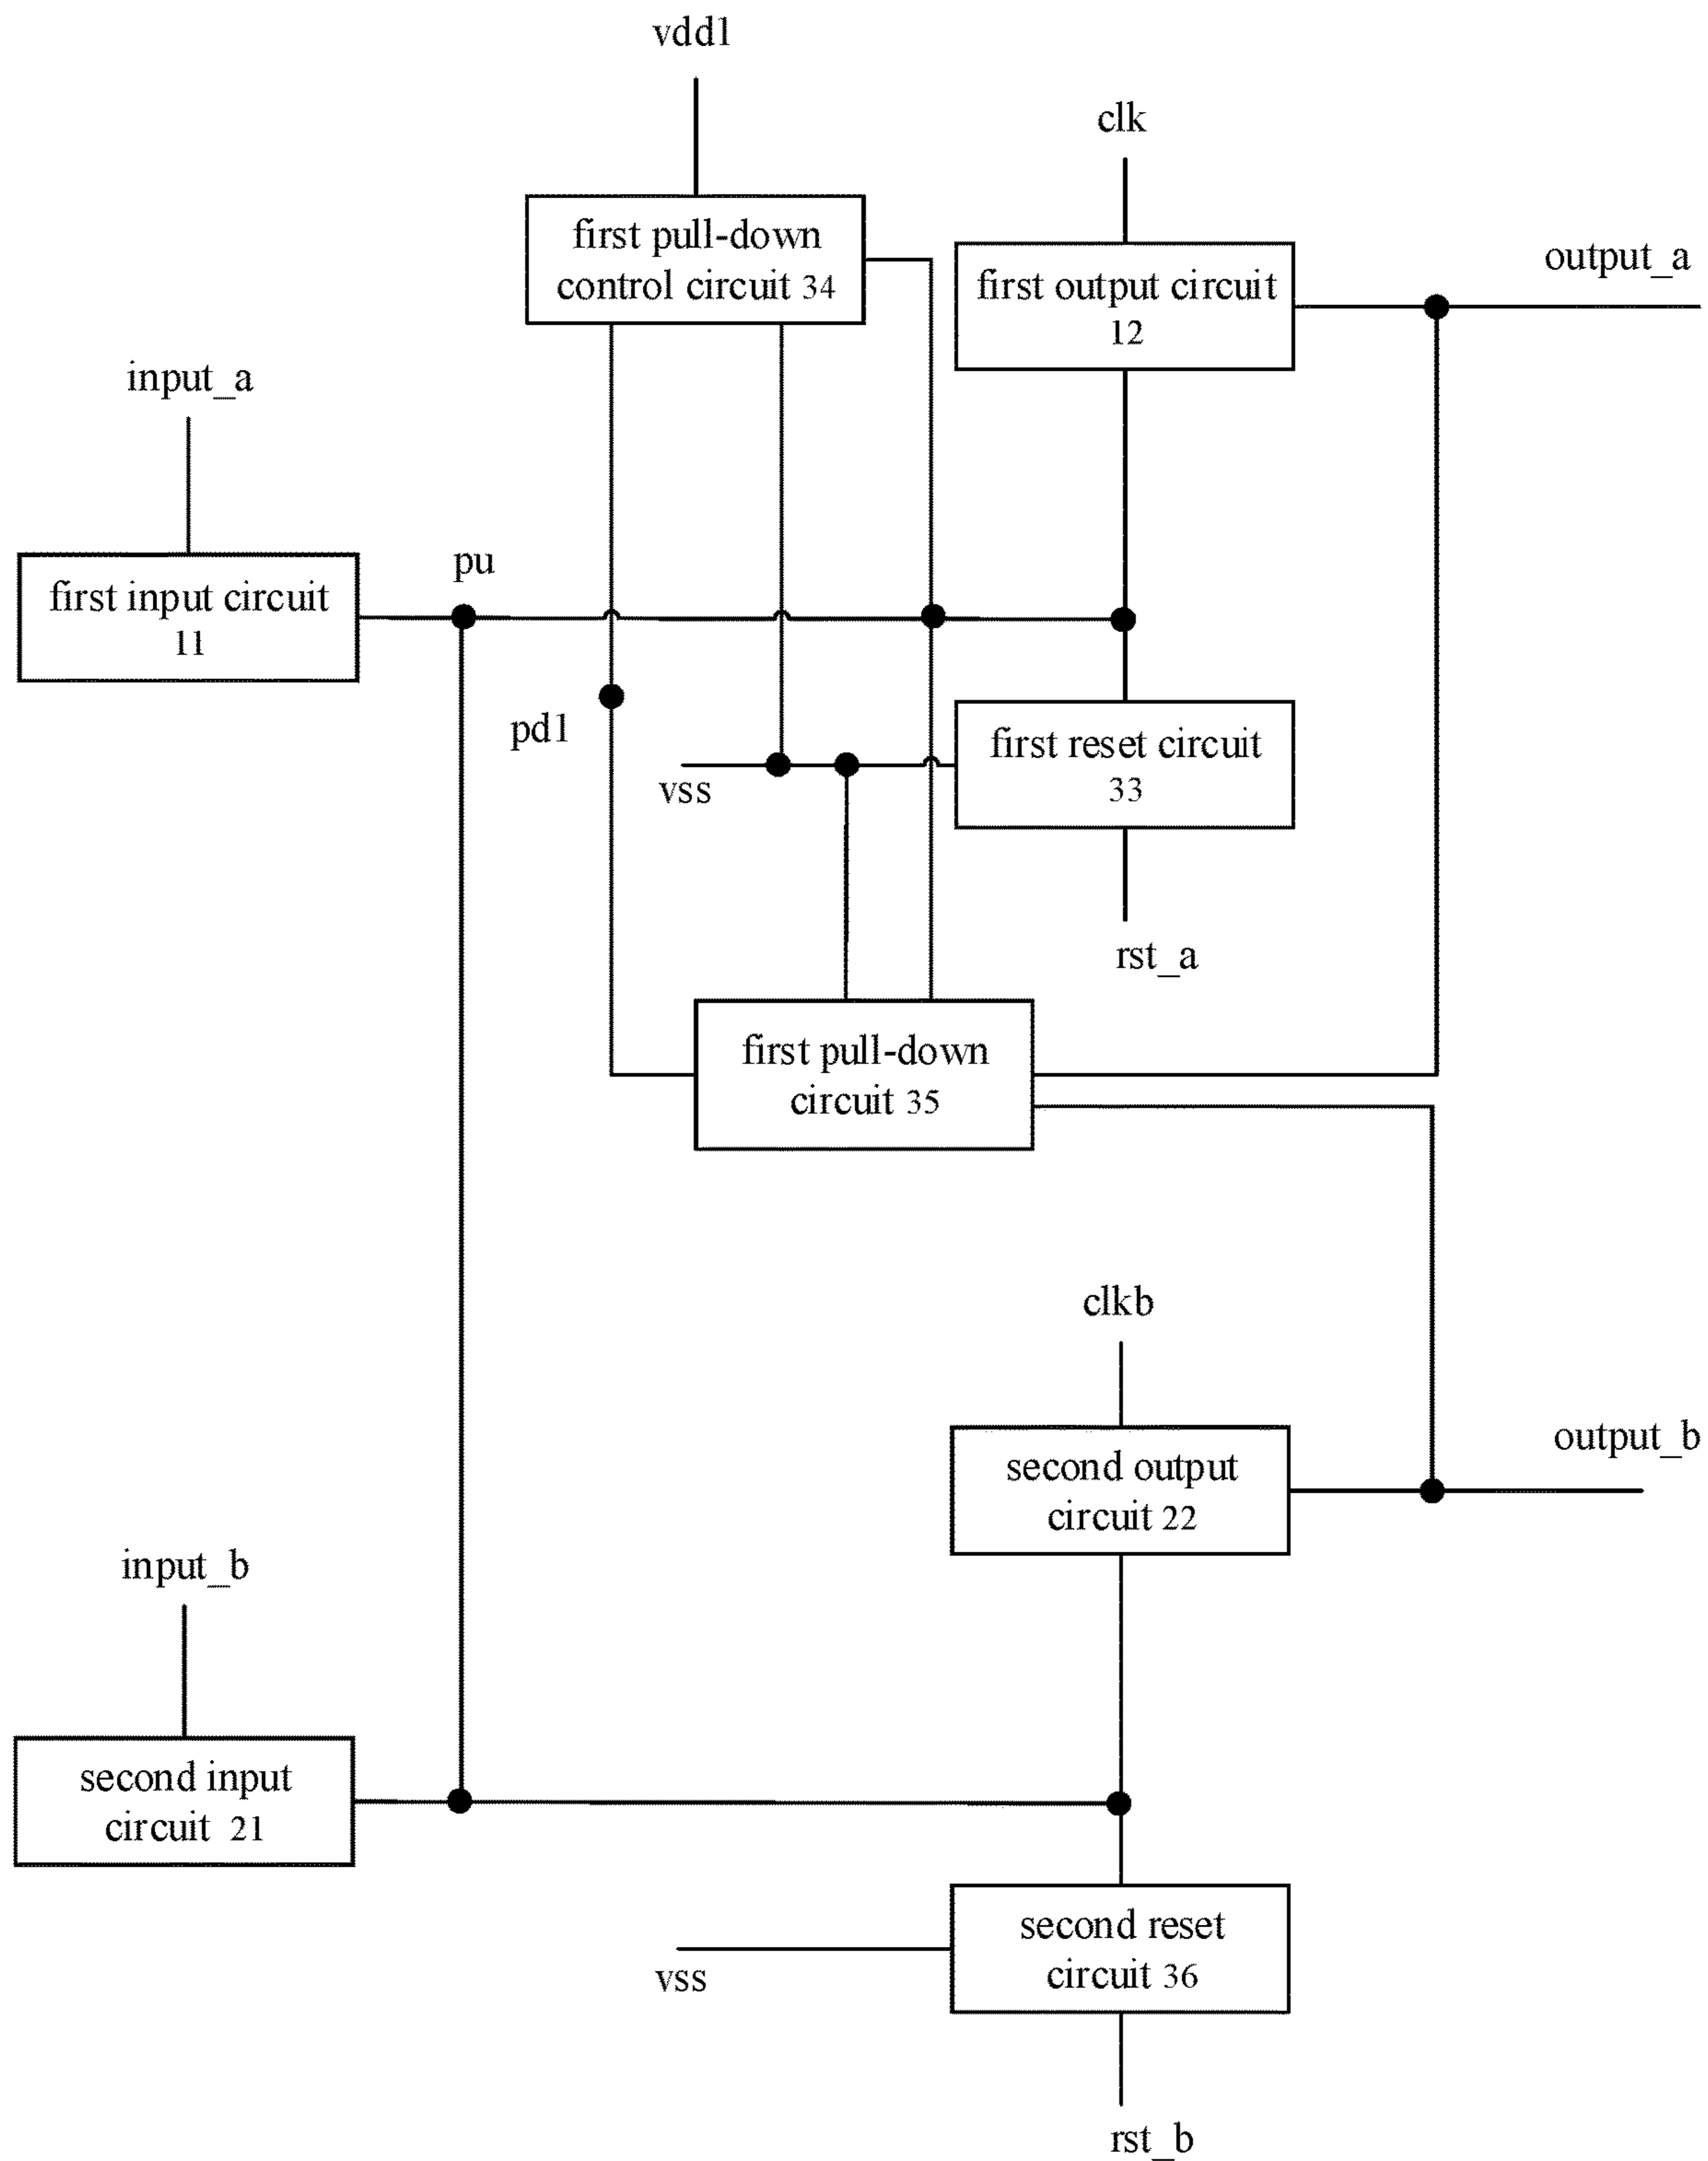 vdd1
clk
first pull-down
control circuit 34
first output circuit
12
output_a
input_a
first input circuit
11
pu
pd1
vss
first reset circuit
33
rst_a
first pull-down
circuit 35
clkb
second output
circuit 22
output_b
input_b
second input
circuit 21
second reset
circuit 36
vss
rst_b